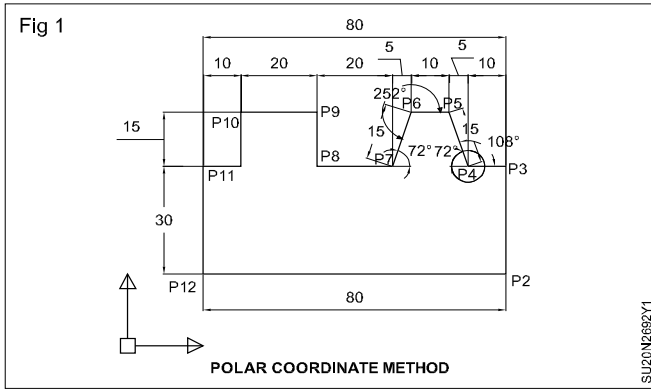 Fig 1
80
5
5
10
20
20
10
10
252°
P6
P5
P10
P9
15
15
15
108°
P11
P8
P7
72°
72°
P4
P3
30
P12
P2
80
POLAR COORDINATE METHOD
SU20N2692Y1